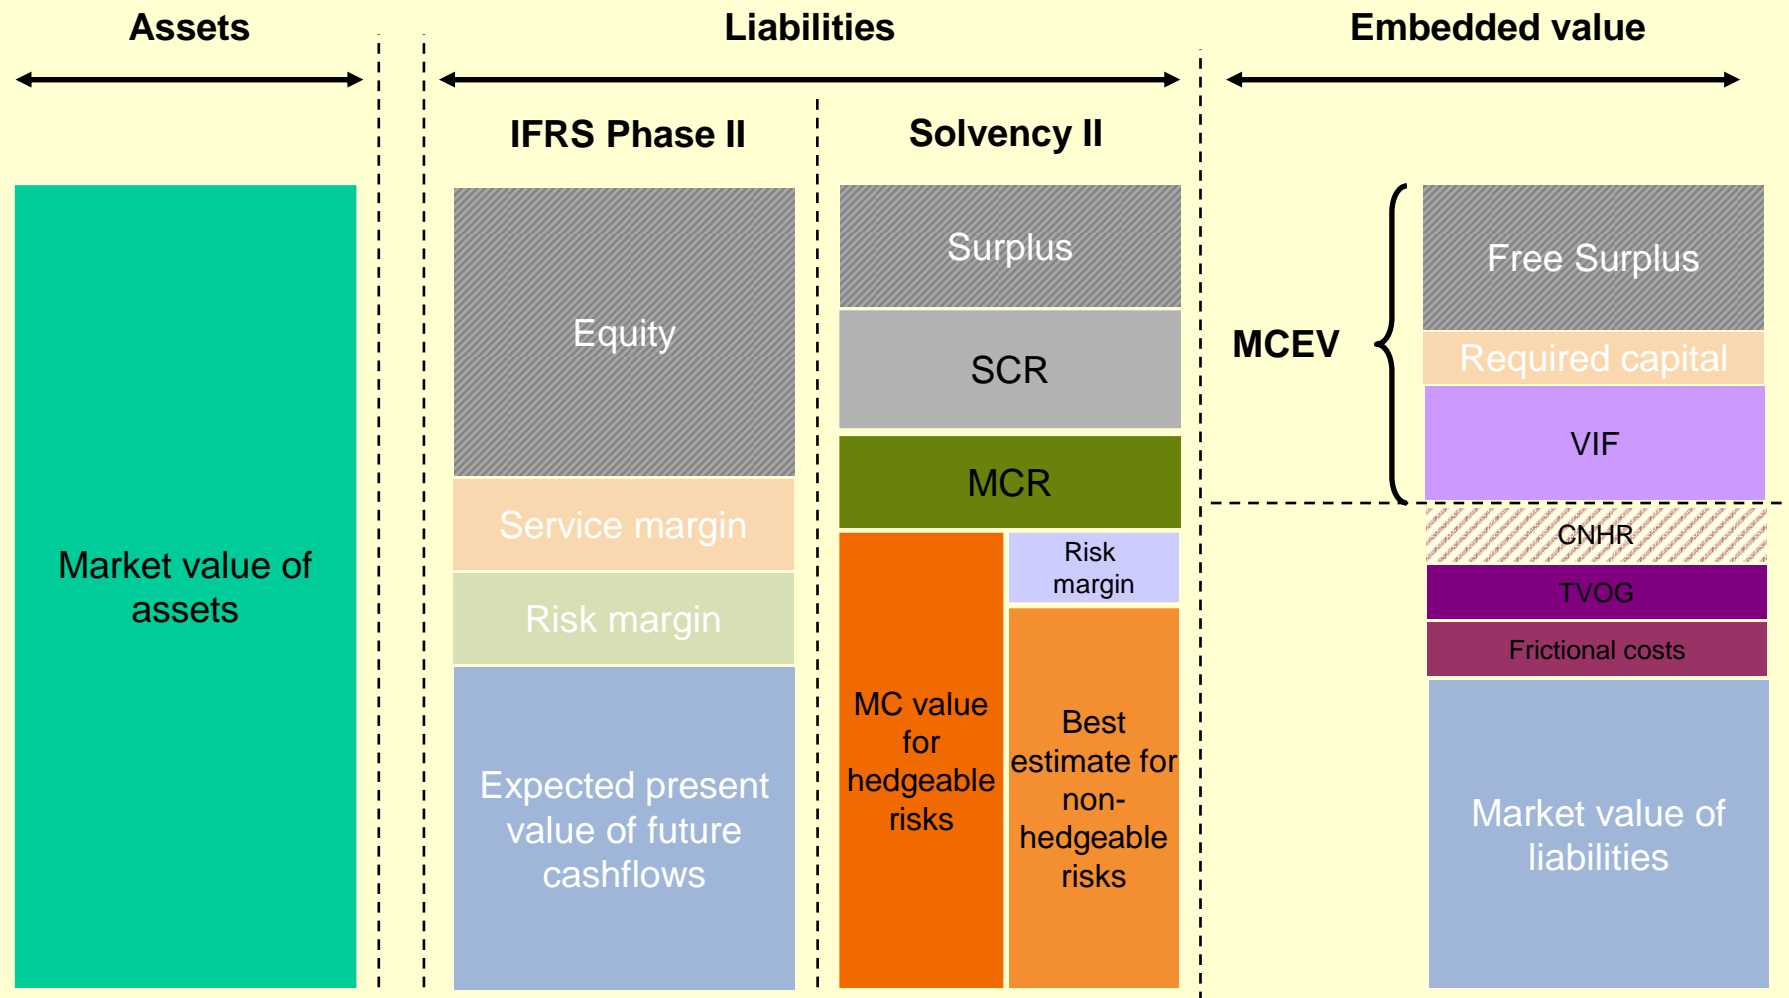 Assets
Liabilities
Embedded value
IFRS Phase II
Solvency II
Market value of
assets
Equity
Service margin
Risk margin
Expected present
value of future
cashflows
Surplus
SCR
MCR
MC value
for
hedgeable
risks
Risk
margin
Best
estimate for
non-
hedgeable
risks
MCEV
Free Surplus
Required capital
VIF
CNHR
TVOG
Frictional costs
Market value of
liabilities